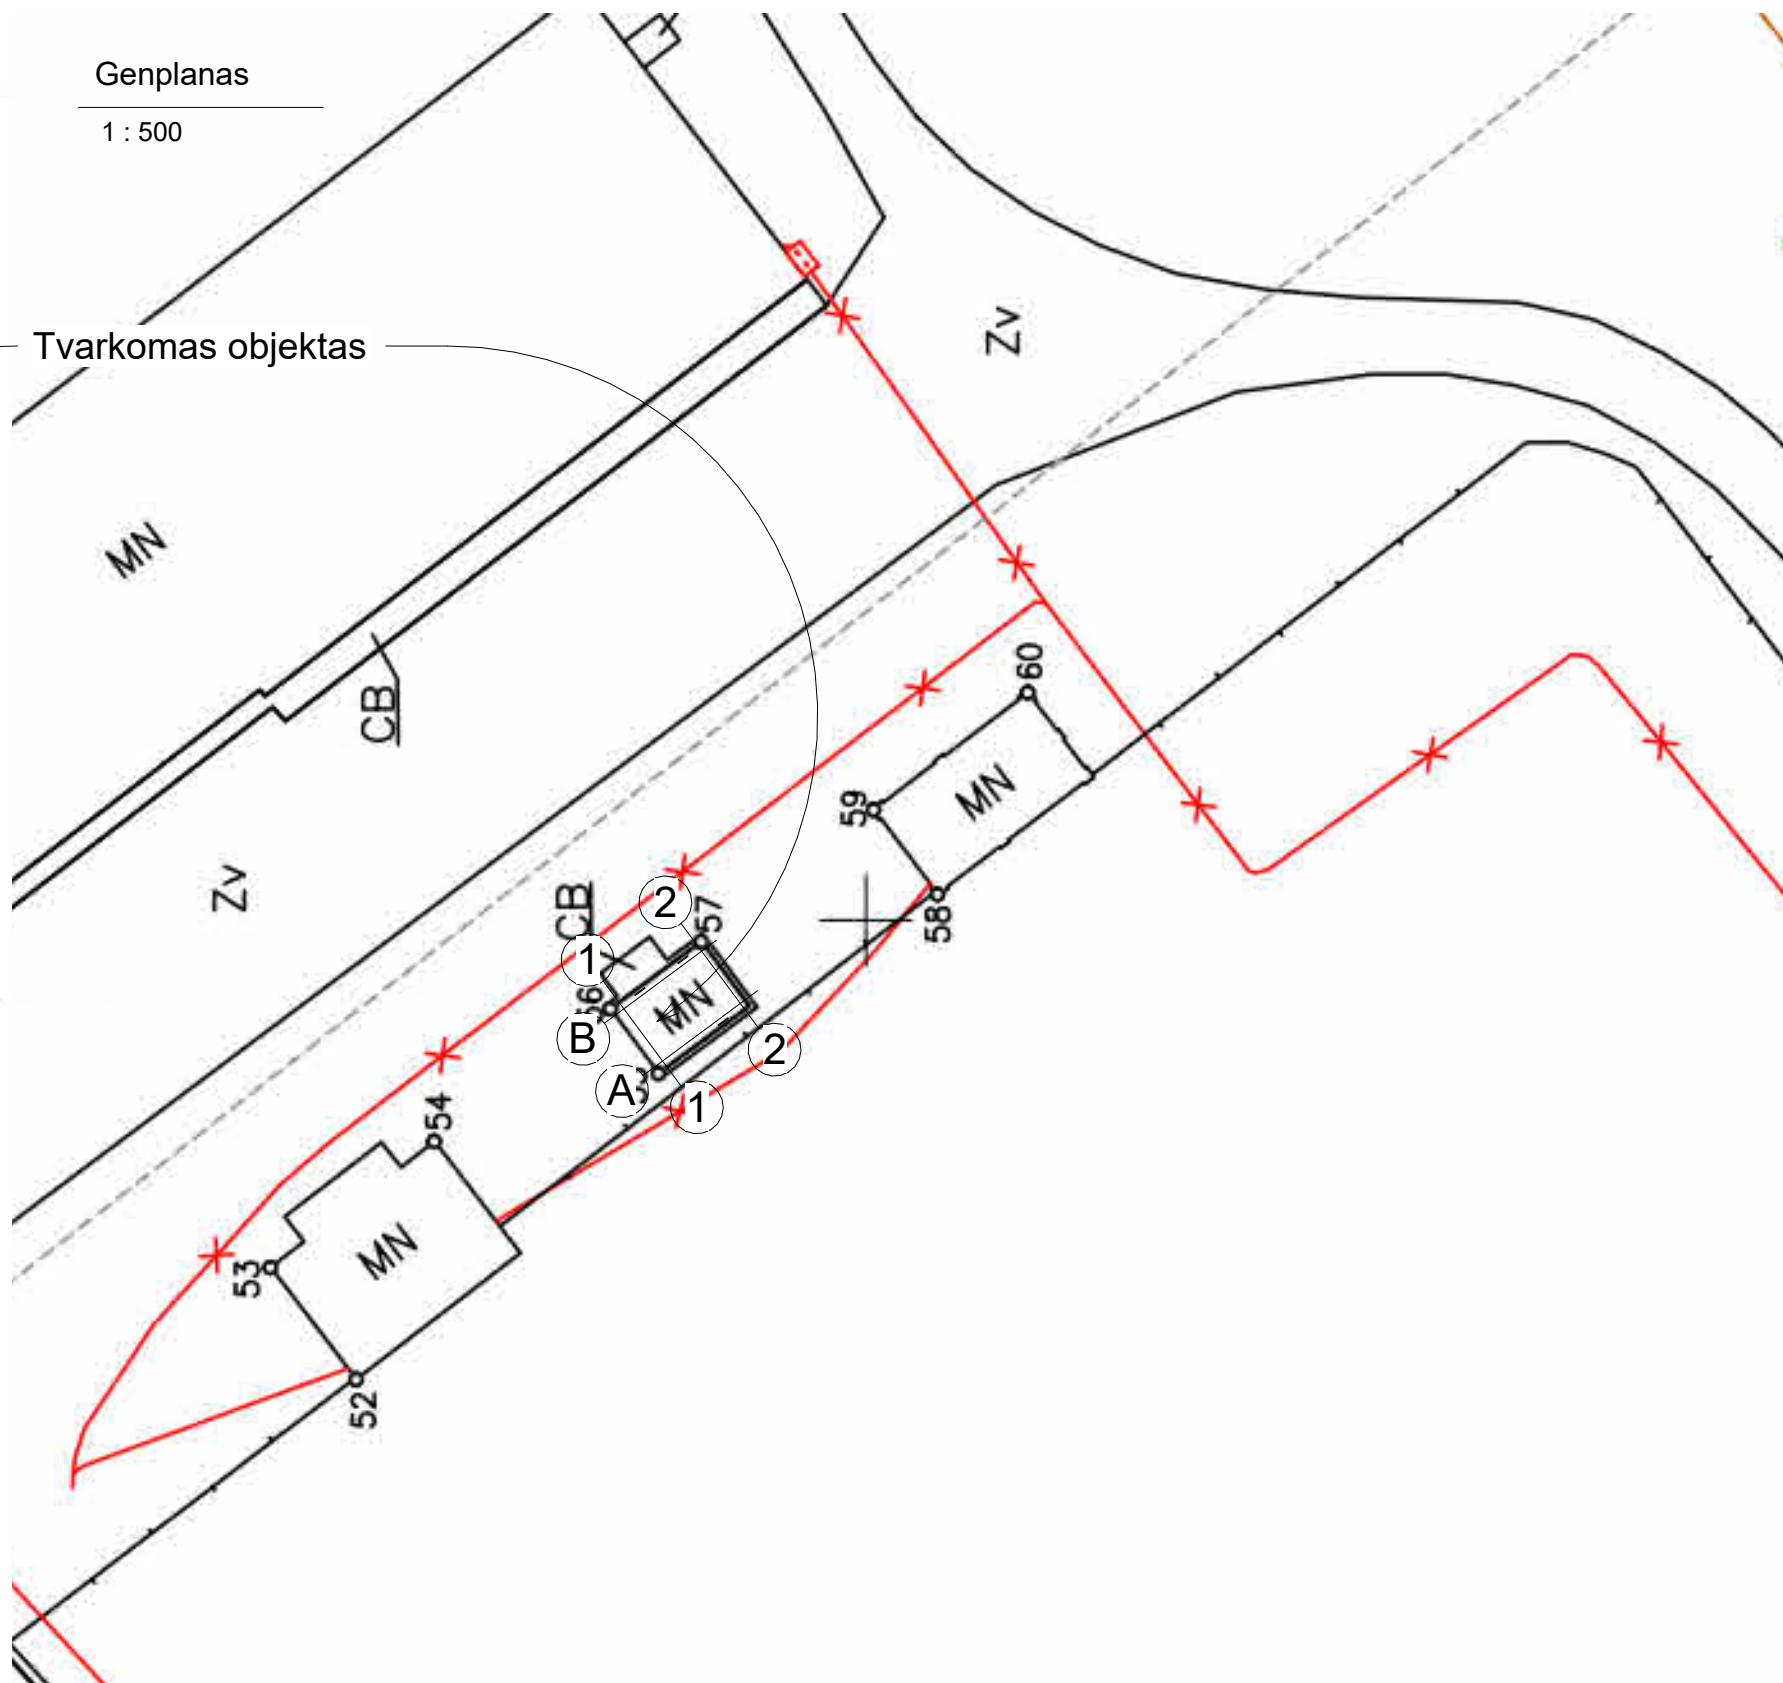 Genplanas
1 : 500
Tvarkomas objektas
Zv
MN
CB
60
59
MN
Zv
CB
2
57
58
1
56
MN
B
2
A
1
54
MN
53
52